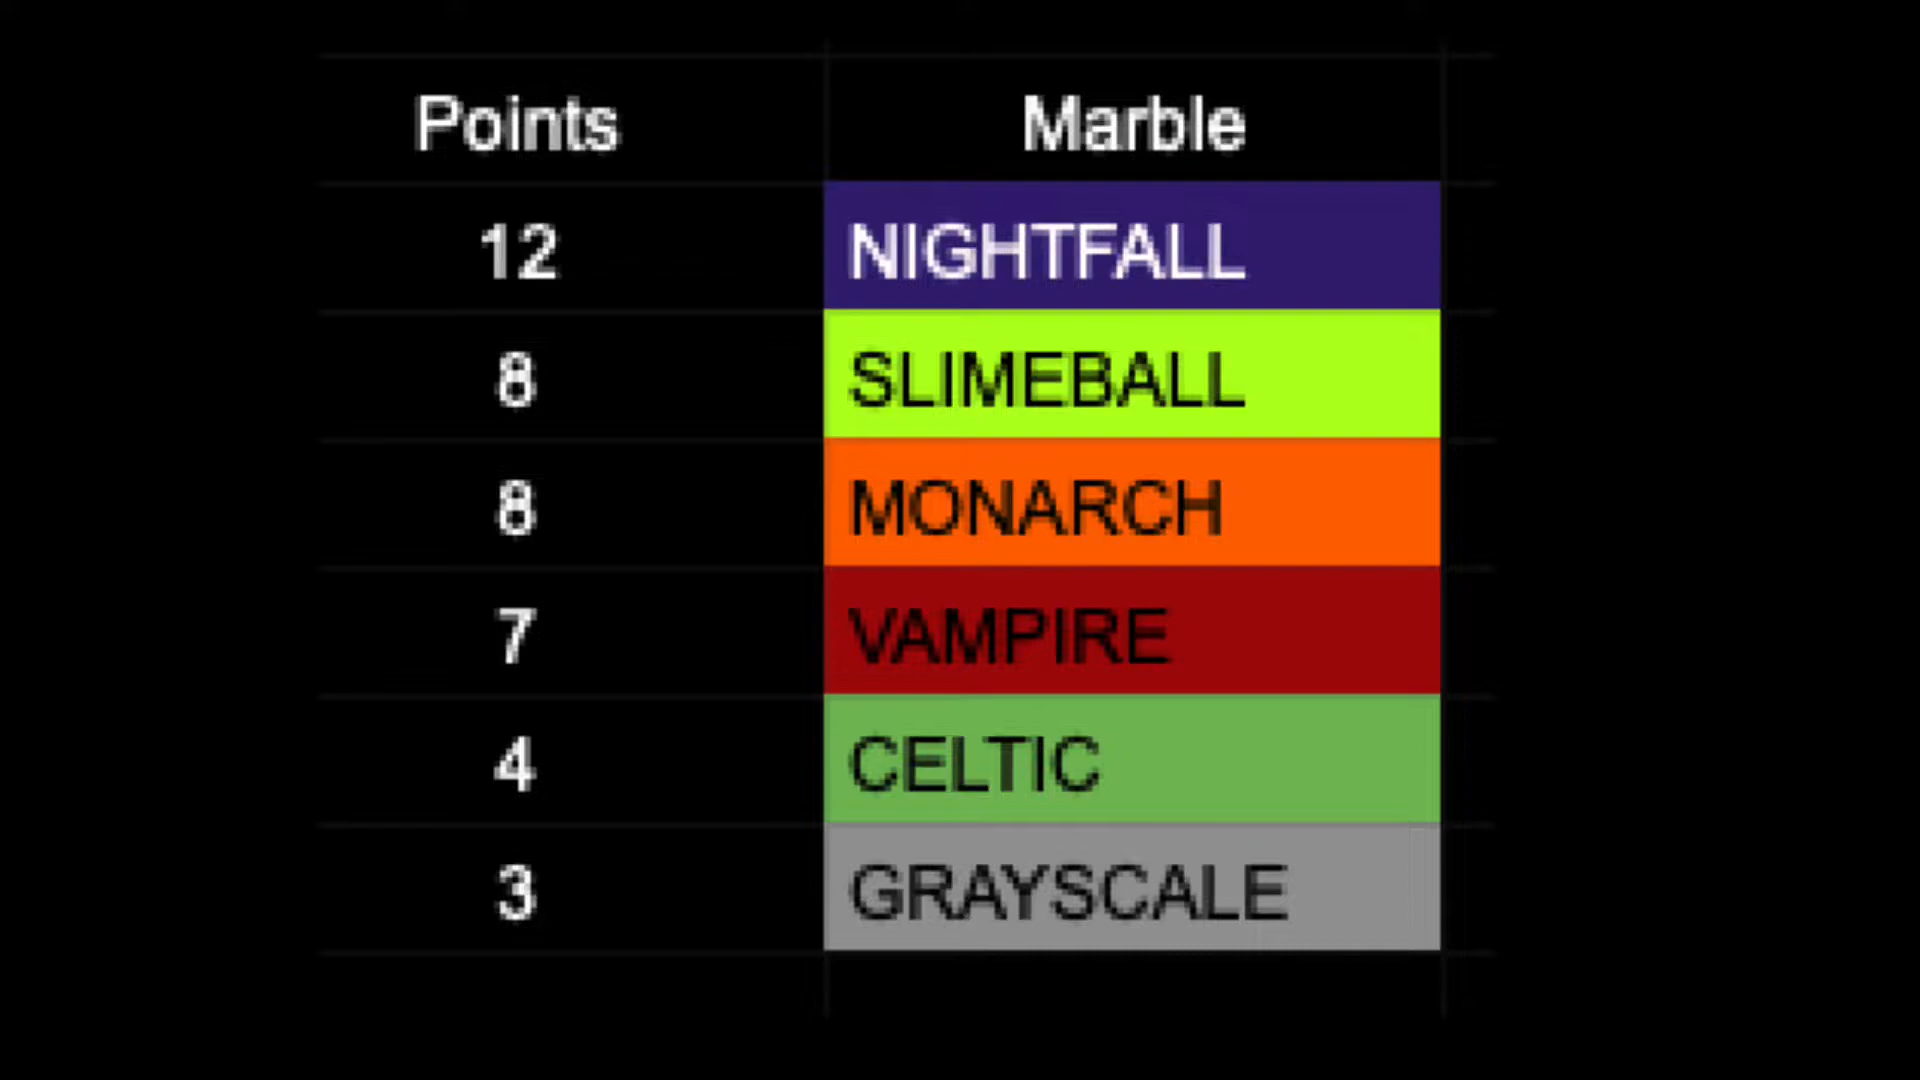 Points Marble
12 NIGHTFALL
8 SLIMEBALL
8 MONARCH
7 VAMPIRE
4 CELTIC
3 GRAYSCALE